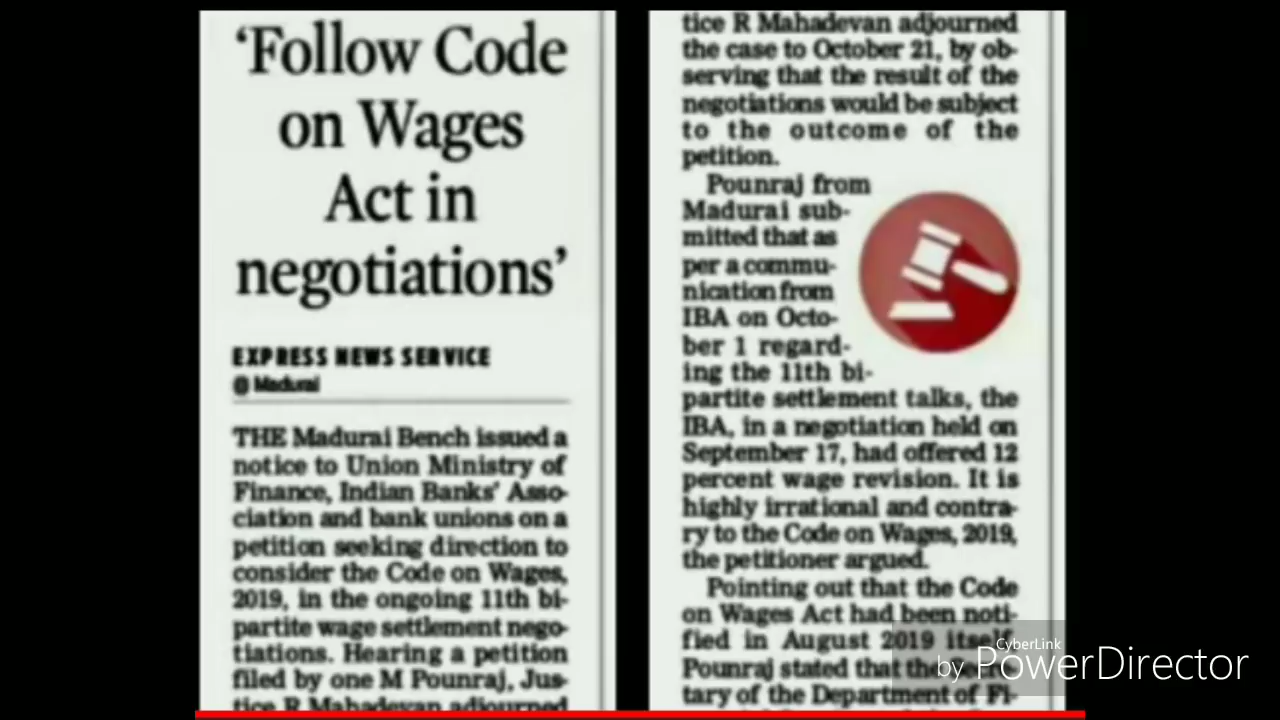 ‘Follow Code
on Wages
Act in
negotiations’
EXPRESS NEWS SERVICE
@ Madurai
THE Madurai Bench issued a
notice to Union Ministry of
Finance, Indian Banks’ Asso-
ciation and bank unions on a
petition seeking direction to
consider the Code on Wages,
2019, in the ongoing 11th bi-
partite wage settlement nego-
tiations. Hearing a petition
filed by one M Pounraj, Jus-
tice R Mahadevan adjourned
tice R Mahadevan adjourned
the case to October 21, by ob-
serving that the result of the
negotiations would be subject
to the outcome of the
petition.
Pounraj from
Madurai sub-
mitted that as
per a commu-
nication from
IBA on Octo-
ber 1 regard-
ing the 11th bi-
partite settlement talks, the
IBA, in a negotiation held on
September 17, had offered 12
percent wage revision. It is
highly irrational and contra-
ry to the Code on Wages, 2019,
the petitioner argued.
Pointing out that the Code
on Wages Act had been noti-
fied in August 2019 itself,
Pounraj stated that the Secre-
tary of the Department of Fi-
CyberLink
by PowerDirector